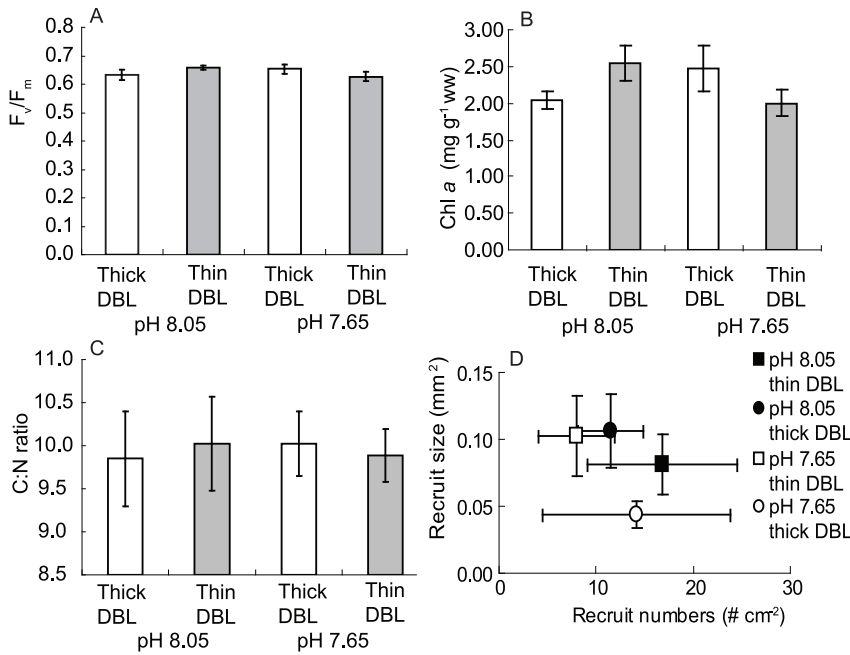 A
F_v/F_m
0.8
0.7
0.6
0.5
0.4
0.3
0.2
0.1
0.0
Thick DBL
Thin DBL
Thick DBL
Thin DBL
pH 8.05
pH 7.65
B
Chl a (mg g⁻¹ ww)
3.00
2.50
2.00
1.50
1.00
0.50
0.00
Thick DBL
Thin DBL
Thick DBL
Thin DBL
pH 8.05
pH 7.65
C
C:N ratio
11.0
10.5
10.0
9.5
9.0
8.5
Thick DBL
Thin DBL
Thick DBL
Thin DBL
pH 8.05
pH 7.65
D
Recruit size (mm²)
0.15
0.10
0.05
0.00
0
10
20
30
Recruit numbers (# cm⁻²)
pH 8.05
thin DBL
pH 8.05
thick DBL
pH 7.65
thin DBL
pH 7.65
thick DBL